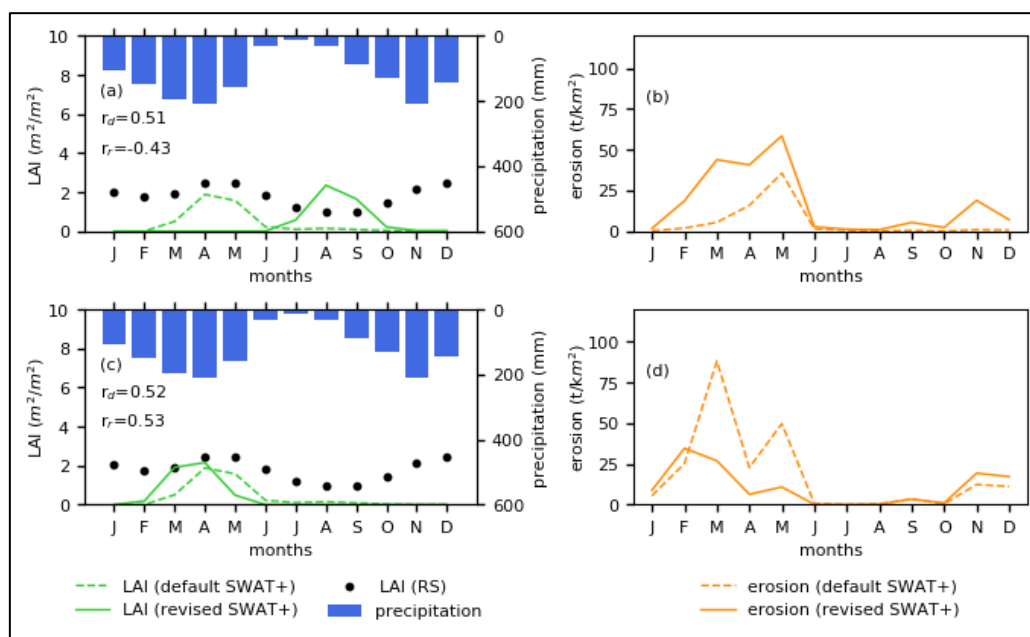 10
8
6
4
2
0
LAI (m²/m²)
(a)
r_d=0.51
r_r=-0.43
0
200
400
600
precipitation (mm)
J F M A M J J A S O N D
months
100
75
50
25
0
erosion (t/km²)
(b)
J F M A M J J A S O N D
months
10
8
6
4
2
0
LAI (m²/m²)
(c)
r_d=0.52
r_r=0.53
0
200
400
600
precipitation (mm)
J F M A M J J A S O N D
months
100
75
50
25
0
erosion (t/km²)
(d)
J F M A M J J A S O N D
months
LAI (default SWAT+)
LAI (revised SWAT+)
LAI (RS)
precipitation
erosion (default SWAT+)
erosion (revised SWAT+)